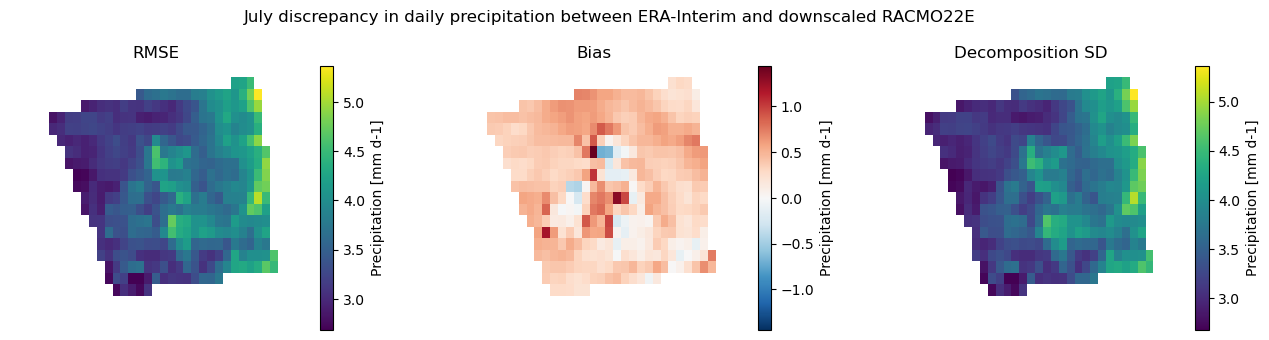 July discrepancy in daily precipitation between ERA-Interim and downscaled RACMO22E
RMSE
5.0
4.5
4.0
3.5
3.0
Precipitation [mm d-1]
Bias
1.0
0.5
0.0
−0.5
−1.0
Precipitation [mm d-1]
Decomposition SD
5.0
4.5
4.0
3.5
3.0
Precipitation [mm d-1]